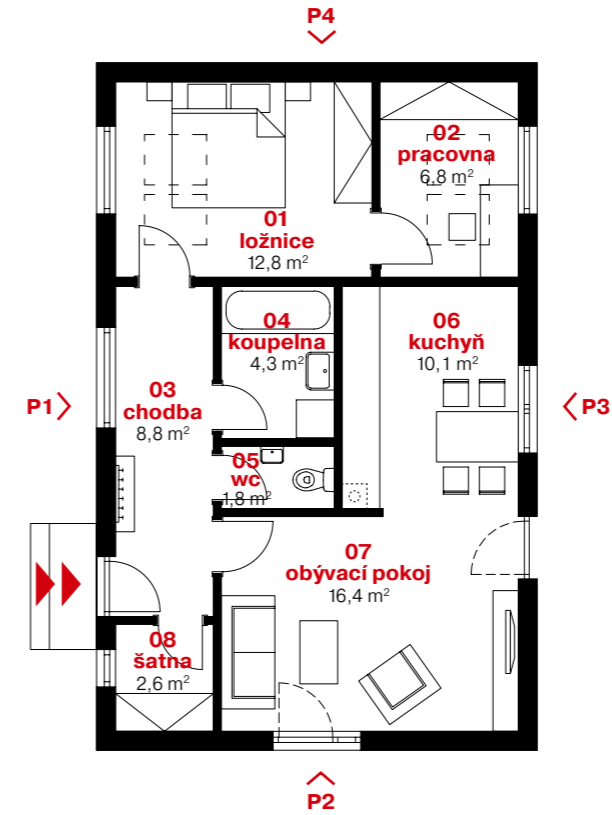 P4
01
ložnice
12,8 m²
02
pracovna
6,8 m²
03
chodba
8,8 m²
04
koupelna
4,3 m²
05
wc
1,8 m²
06
kuchyň
10,1 m²
P1
P3
07
obývací pokoj
16,4 m²
08
šatna
2,6 m²
P2